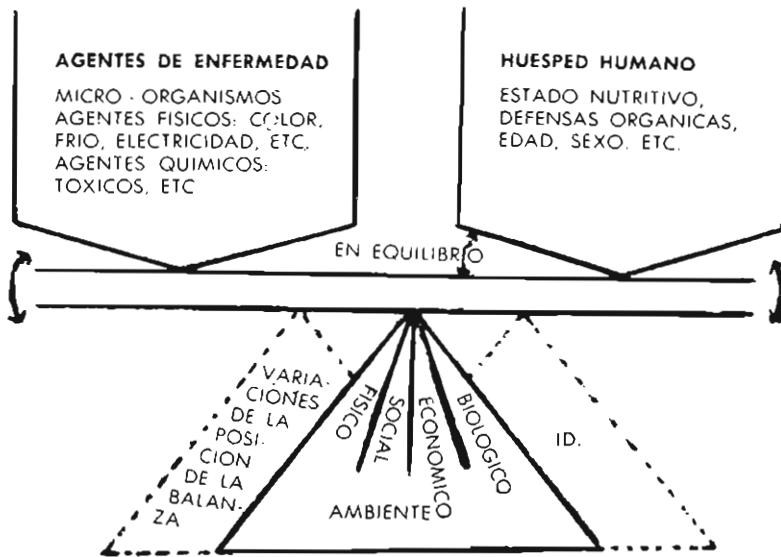 AGENTES DE ENFERMEDAD
MICRO - ORGANISMOS
AGENTES FISICOS: COLOR,
FRIO, ELECTRICIDAD, ETC,
AGENTES QUIMICOS:
TOXICOS, ETC
HUESPED HUMANO
ESTADO NUTRITIVO,
DEFENSAS ORGANICAS,
EDAD, SEXO. ETC.
EN EQUILIBRIO
VARIA-
CIONES
DE LA
POSI-
CION
DE LA
BALAN-
ZA
FISICO
SOCIAL
ECONOMICO
BIOLOGICO
AMBIENTE
ID.